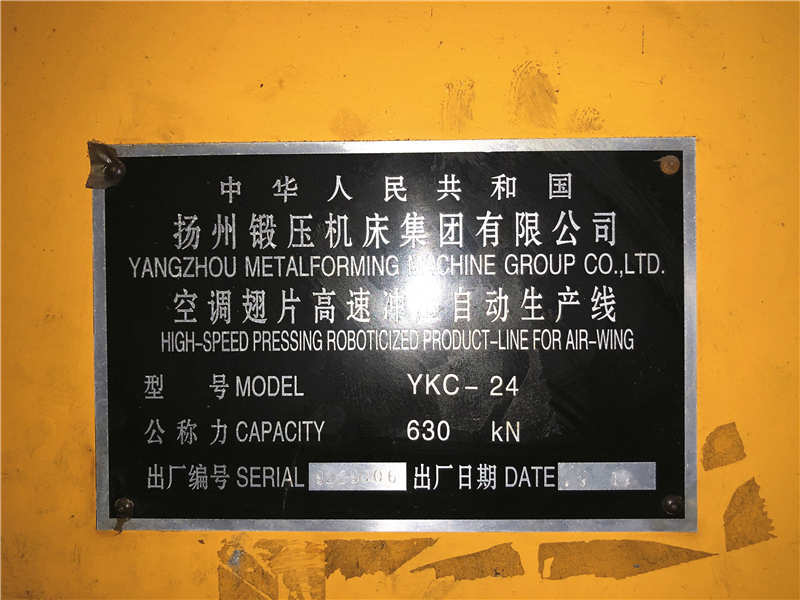 中华人民共和国
扬州锻压机床集团有限公司
YANGZHOU METALFORMING MACHINE GROUP CO.,LTD.
空调翅片高速冲 自动生产线
HIGH-SPEED PRESSING ROBOTICIZED PRODUCT-LINE FOR AIR-WING
型 号 MODEL YKC-24
公称力 CAPACITY 630 kN
出厂编号 SERIAL 出厂日期 DATE